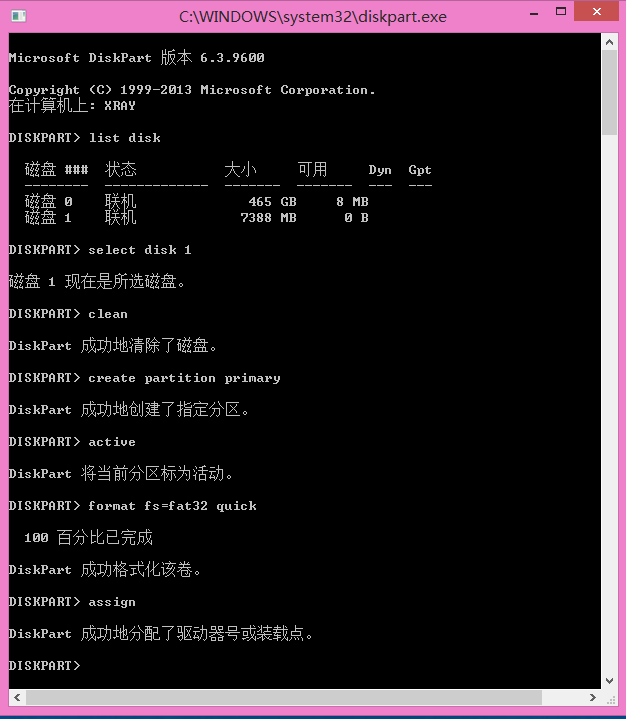 C:\WINDOWS\system32\diskpart.exe
Microsoft DiskPart 版本 6.3.9600
Copyright (C) 1999-2013 Microsoft Corporation.
在计算机上: XRAY
DISKPART> list disk
磁盘 ###  状态           大小     可用     Dyn  Gpt
--------  -------------  -------  -------  ---  ---
磁盘 0    联机              465 GB     8 MB
磁盘 1    联机             7388 MB      0 B
DISKPART> select disk 1
磁盘 1 现在是所选磁盘。
DISKPART> clean
DiskPart 成功地清除了磁盘。
DISKPART> create partition primary
DiskPart 成功地创建了指定分区。
DISKPART> active
DiskPart 将当前分区标为活动。
DISKPART> format fs=fat32 quick
100 百分比已完成
DiskPart 成功格式化该卷。
DISKPART> assign
DiskPart 成功地分配了驱动器号或装载点。
DISKPART>